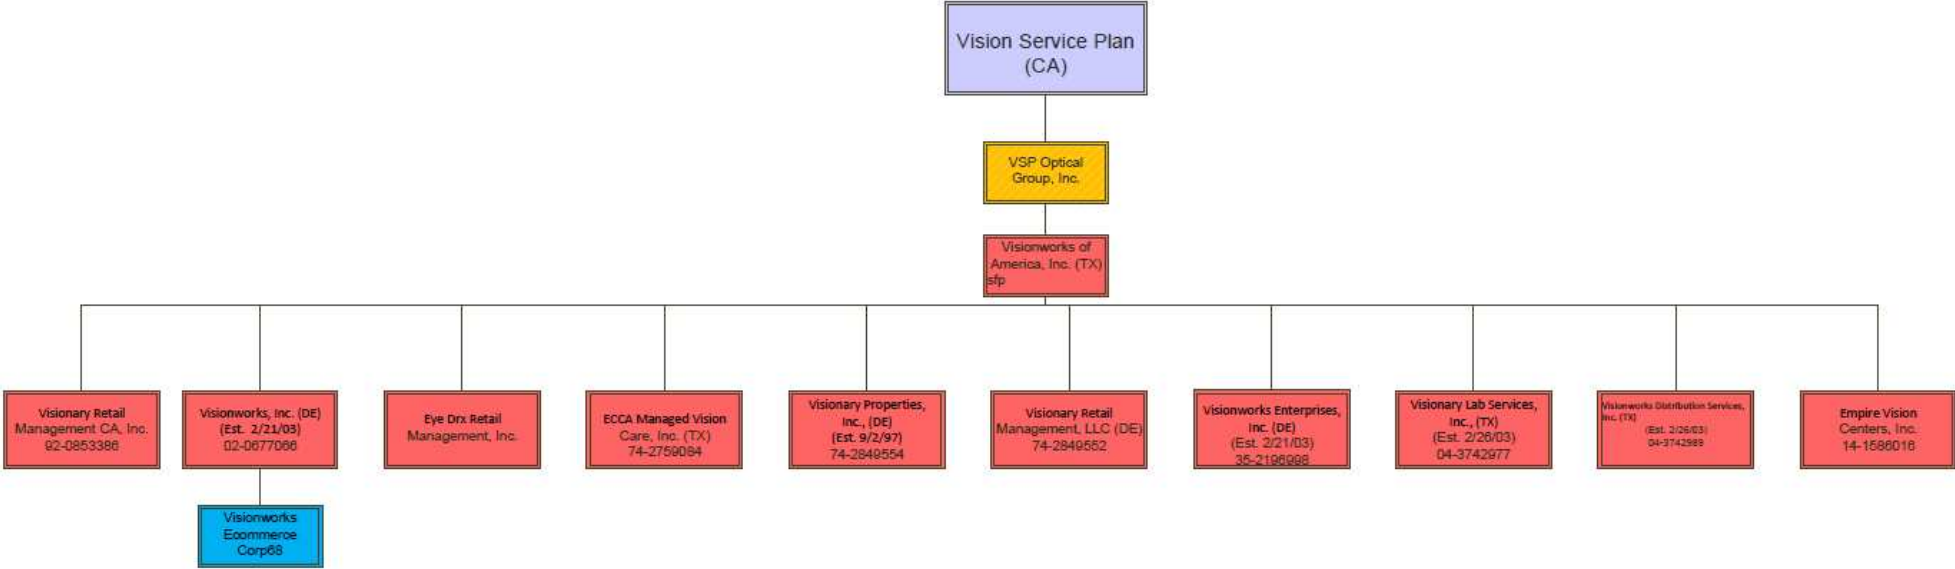 Vision Service Plan
(CA)
VSP Optical
Group, Inc.
Visionworks of
America, Inc. (TX)
sfp
Visionary Retail
Management CA, Inc.
92-0853386
Visionworks, Inc. (DE)
(Est. 2/21/03)
02-0677066
Eye Drx Retail
Management, Inc.
ECCA Managed Vision
Care, Inc. (TX)
74-2759084
Visionary Properties,
Inc., (DE)
(Est. 9/2/97)
74-2849554
Visionary Retail
Management, LLC (DE)
74-2849552
Visionworks Enterprises,
Inc. (DE)
(Est. 2/21/03)
35-2196998
Visionary Lab Services,
Inc., (TX)
(Est. 2/26/03)
04-3742977
Visionworks Distribution Services,
Inc. (TX)
(Est. 2/26/03)
04-3742989
Empire Vision
Centers, Inc.
14-1586016
Visionworks
Ecommerce
Corp68